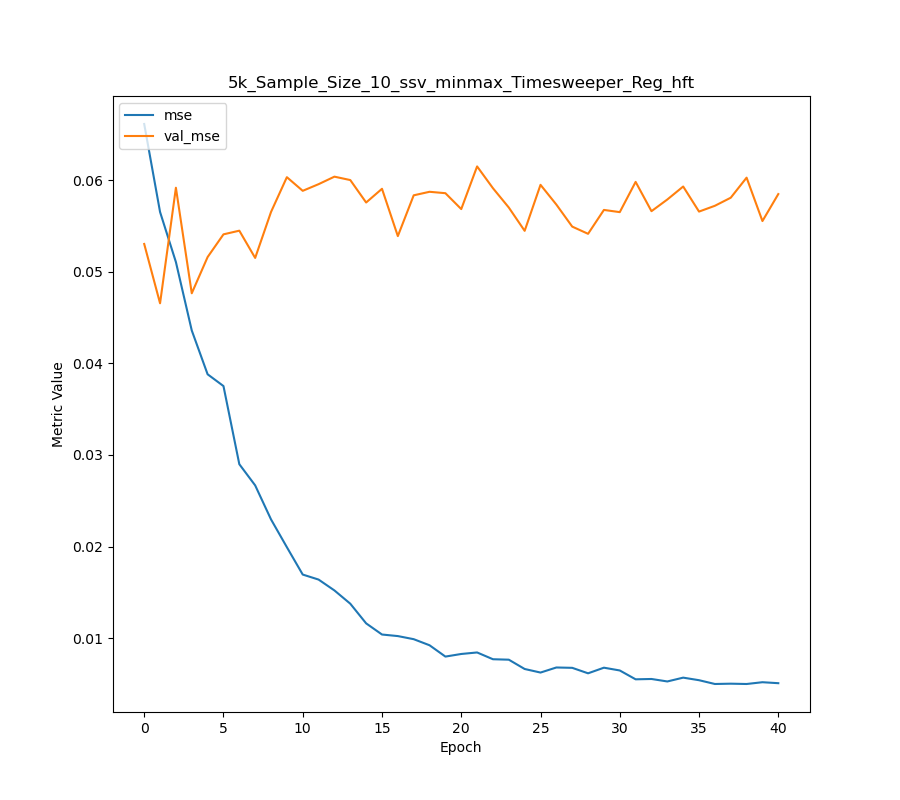 5k_Sample_Size_10_ssv_minmax_Timesweeper_Reg_hft
mse
val_mse
0.06
0.05
0.04
0.03
0.02
0.01
Metric Value
0 5 10 15 20 25 30 35 40
Epoch